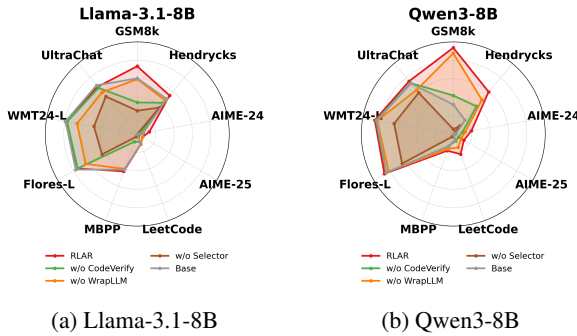 Llama-3.1-8B
GSM8k
UltraChat
Hendrycks
WMT24-L
AIME-24
Flores-L
AIME-25
MBPP
LeetCode
RLAR
w/o CodeVerify
w/o WrapLLM
w/o Selector
Base
(a) Llama-3.1-8B
Qwen3-8B
GSM8k
UltraChat
Hendrycks
WMT24-L
AIME-24
Flores-L
AIME-25
MBPP
LeetCode
RLAR
w/o CodeVerify
w/o WrapLLM
w/o Selector
Base
(b) Qwen3-8B